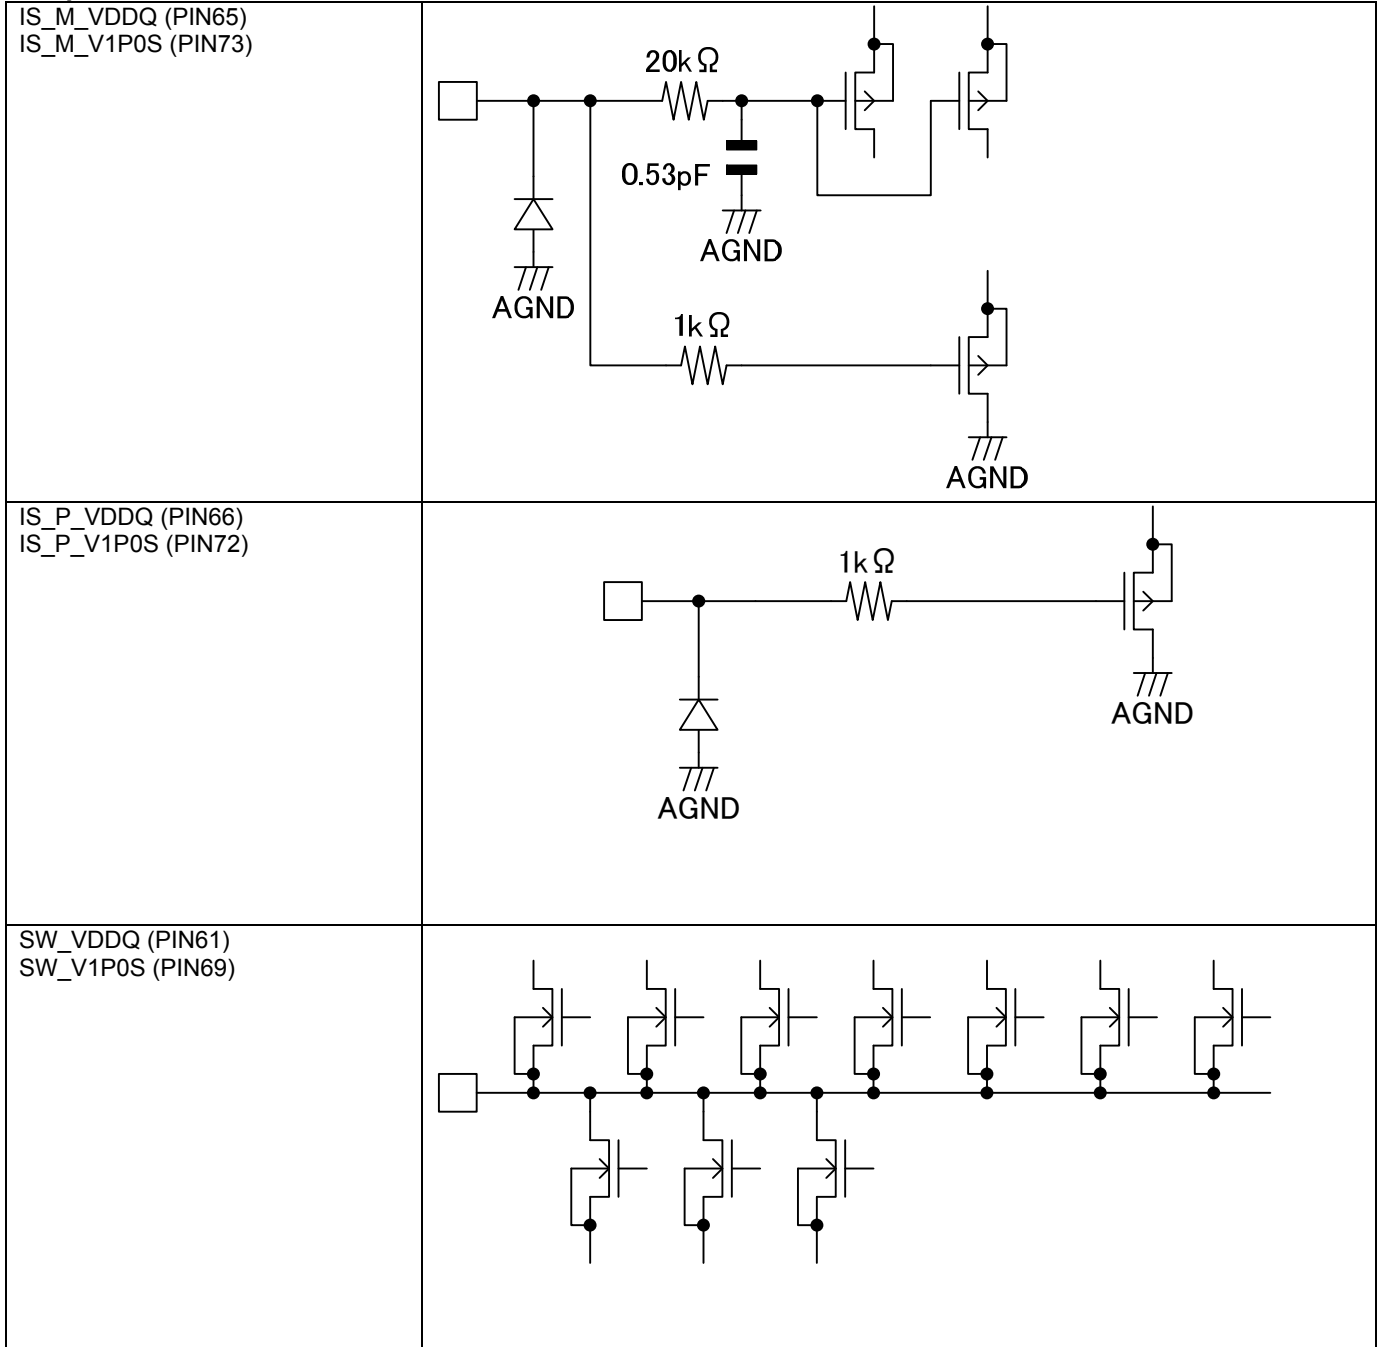 IS_M_VDDQ (PIN65)
IS_M_V1P0S (PIN73)
20kΩ
0.53pF
AGND
AGND
1kΩ
AGND
IS_P_VDDQ (PIN66)
IS_P_V1P0S (PIN72)
1kΩ
AGND
AGND
SW_VDDQ (PIN61)
SW_V1P0S (PIN69)